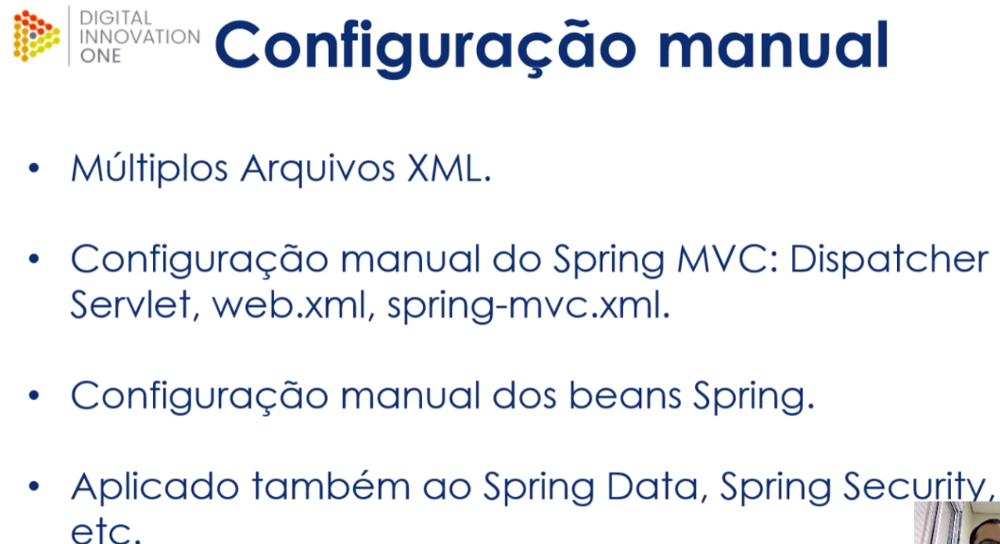 DIGITAL
INNOVATION
ONE
Configuração manual
• Múltiplos Arquivos XML.
• Configuração manual do Spring MVC: Dispatcher
Servlet, web.xml, spring-mvc.xml.
• Configuração manual dos beans Spring.
• Aplicado também ao Spring Data, Spring Security,
etc.